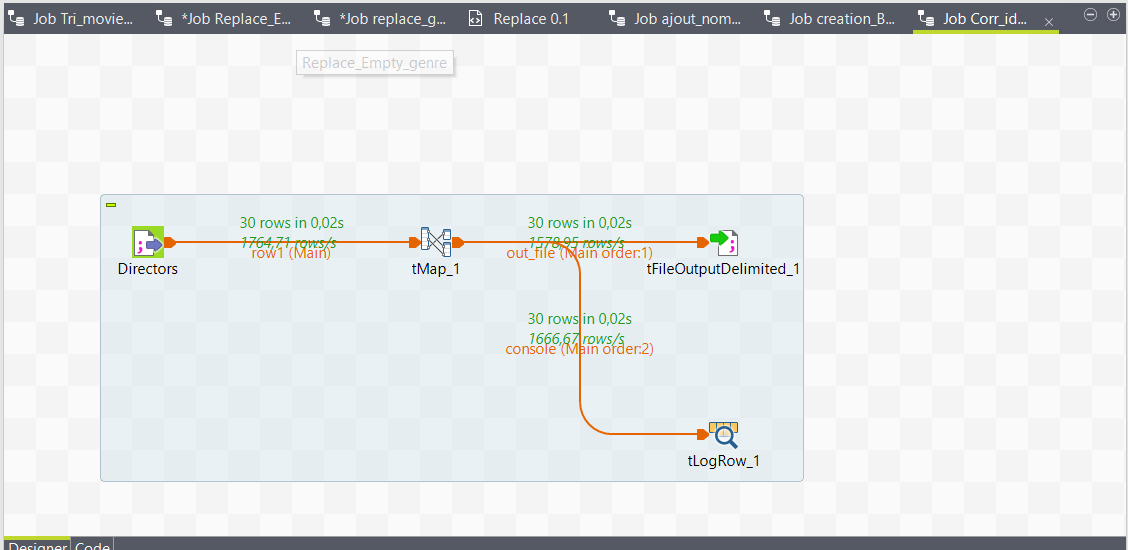 Job Tri_movie...
*Job Replace_E...
*Job replace_g...
Replace 0.1
Job ajout_nom...
Job creation_B...
Job Corr_id...
Replace_Empty_genre
30 rows in 0,02s
1764,71 rows/s
row1 (Main)
30 rows in 0,02s
1578,95 rows/s
out_file (Main order:1)
Directors
tMap_1
tFileOutputDelimited_1
30 rows in 0,02s
1666,67 rows/s
console (Main order:2)
tLogRow_1
Designer
Code